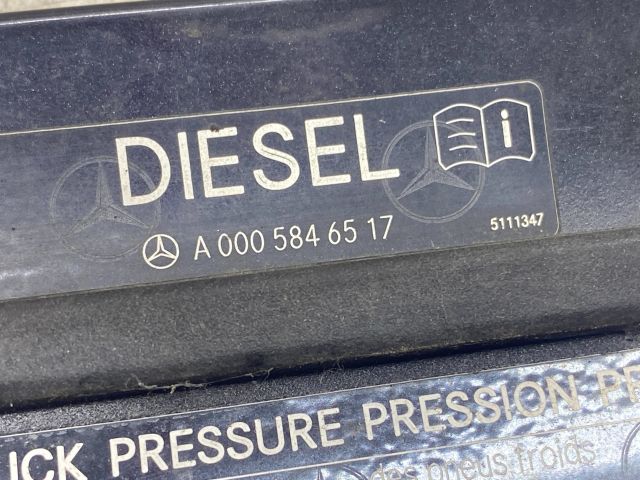 DIESEL
i
A 000 584 65 17
5111347
PRESSURE PRESSION
des pneus froids